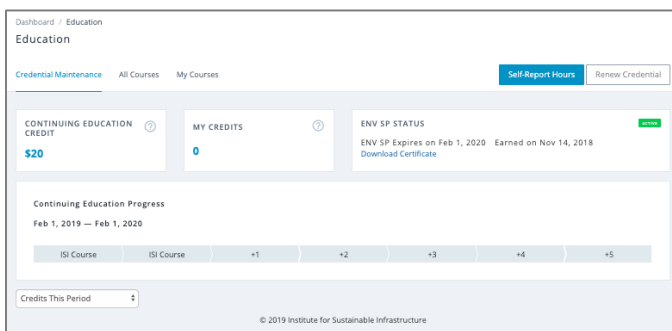 Dashboard / Education
Education
Credential Maintenance All Courses My Courses Self-Report Hours Renew Credential
CONTINUING EDUCATION CREDIT ?
$20
MY CREDITS ?
0
ENV SP STATUS ACTIVE
ENV SP Expires on Feb 1, 2020 Earned on Nov 14, 2018
Download Certificate
Continuing Education Progress
Feb 1, 2019 — Feb 1, 2020
ISI Course ISI Course +1 +2 +3 +4 +5
Credits This Period
© 2019 Institute for Sustainable Infrastructure